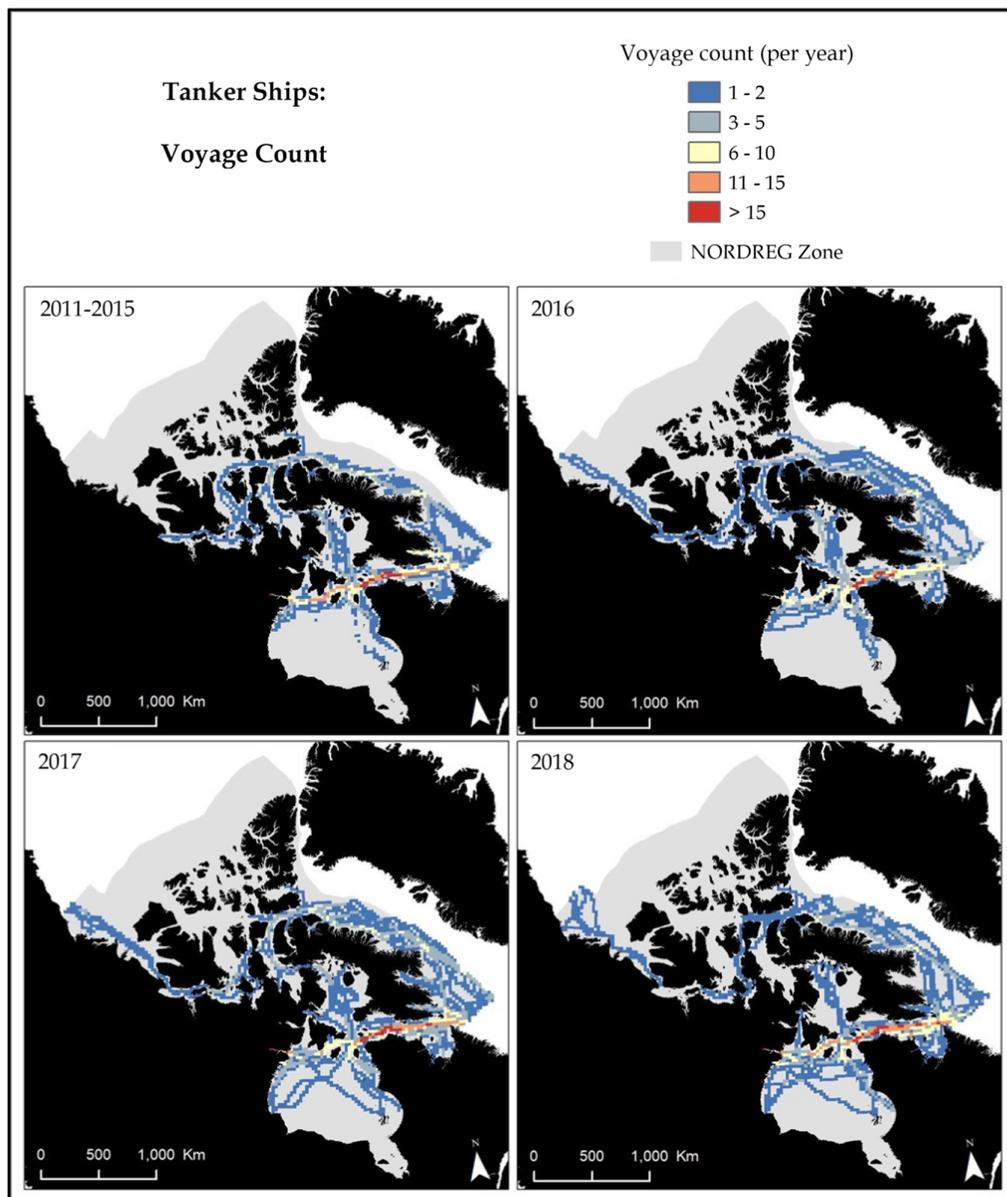 Tanker Ships:
Voyage Count
Voyage count (per year)
1 - 2
3 - 5
6 - 10
11 - 15
> 15
NORDREG Zone
2011-2015
0 500 1,000 Km
N
2016
0 500 1,000 Km
N
2017
0 500 1,000 Km
N
2018
0 500 1,000 Km
N